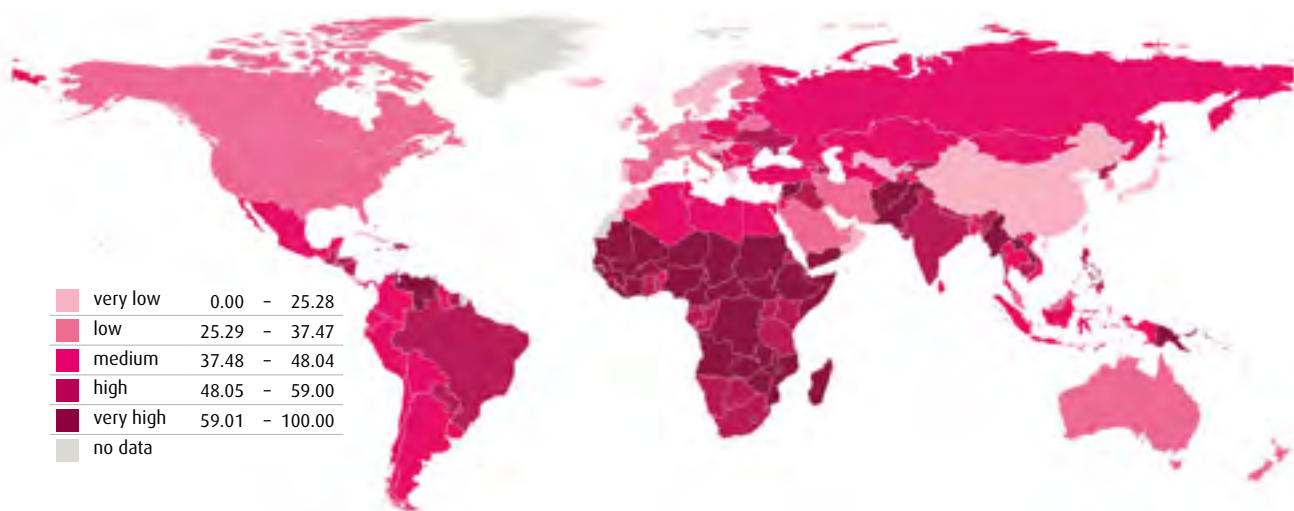 very low 0.00 – 25.28
low 25.29 – 37.47
medium 37.48 – 48.04
high 48.05 – 59.00
very high 59.01 – 100.00
no data